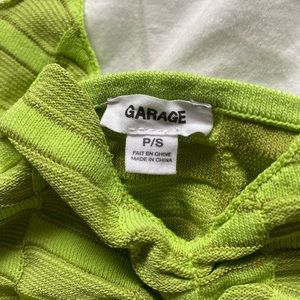 GARAGE
P/S
FAIT EN CHINE
MADE IN CHINA